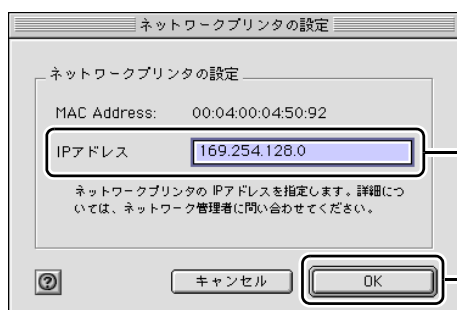 ネットワークプリンタの設定
ネットワークプリンタの設定
MAC Address: 00:04:00:04:50:92
IPアドレス 169.254.128.0
ネットワークプリンタの IPアドレスを指定します。詳細につ
いては、ネットワーク管理者に問い合わせてください。
? キャンセル OK